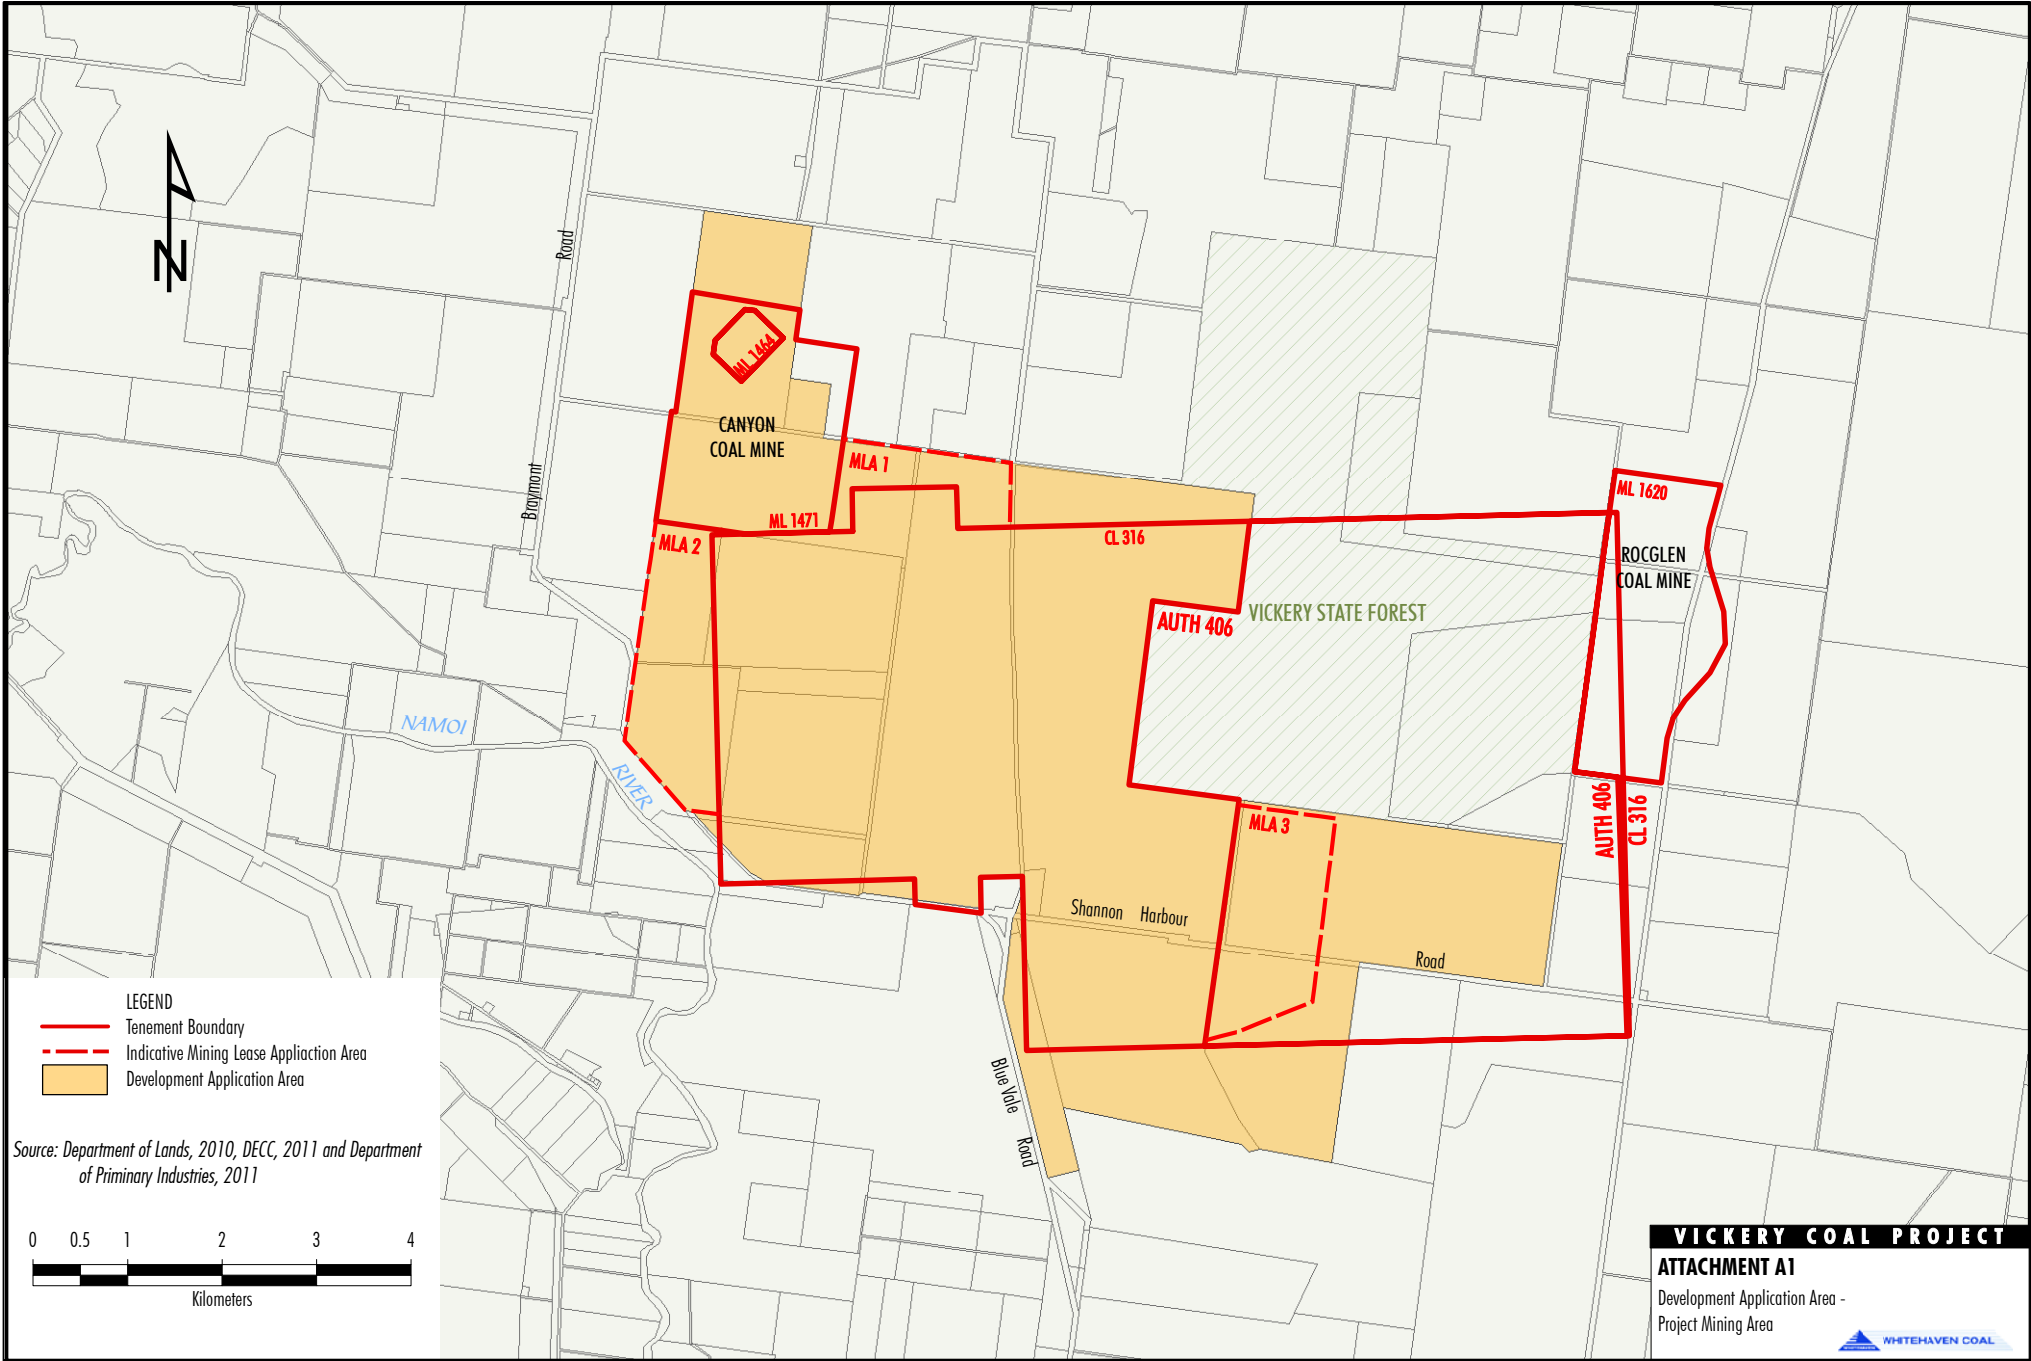 N
Road
Braymont
ML 1464
CANYON
COAL MINE
MLA 1
ML 1471
MLA 2
CL 316
ML 1620
ROCGLEN
COAL MINE
AUTH 406
VICKERY STATE FOREST
NAMOI
RIVER
AUTH 406
CL 316
MLA 3
Shannon Harbour
Road
Blue Vale
Road
LEGEND
Tenement Boundary
Indicative Mining Lease Appliaction Area
Development Application Area
Source: Department of Lands, 2010, DECC, 2011 and Department
of Priminary Industries, 2011
0 0.5 1 2 3 4
Kilometers
VICKERY COAL PROJECT
ATTACHMENT A1
Development Application Area -
Project Mining Area
WHITEHAVEN COAL